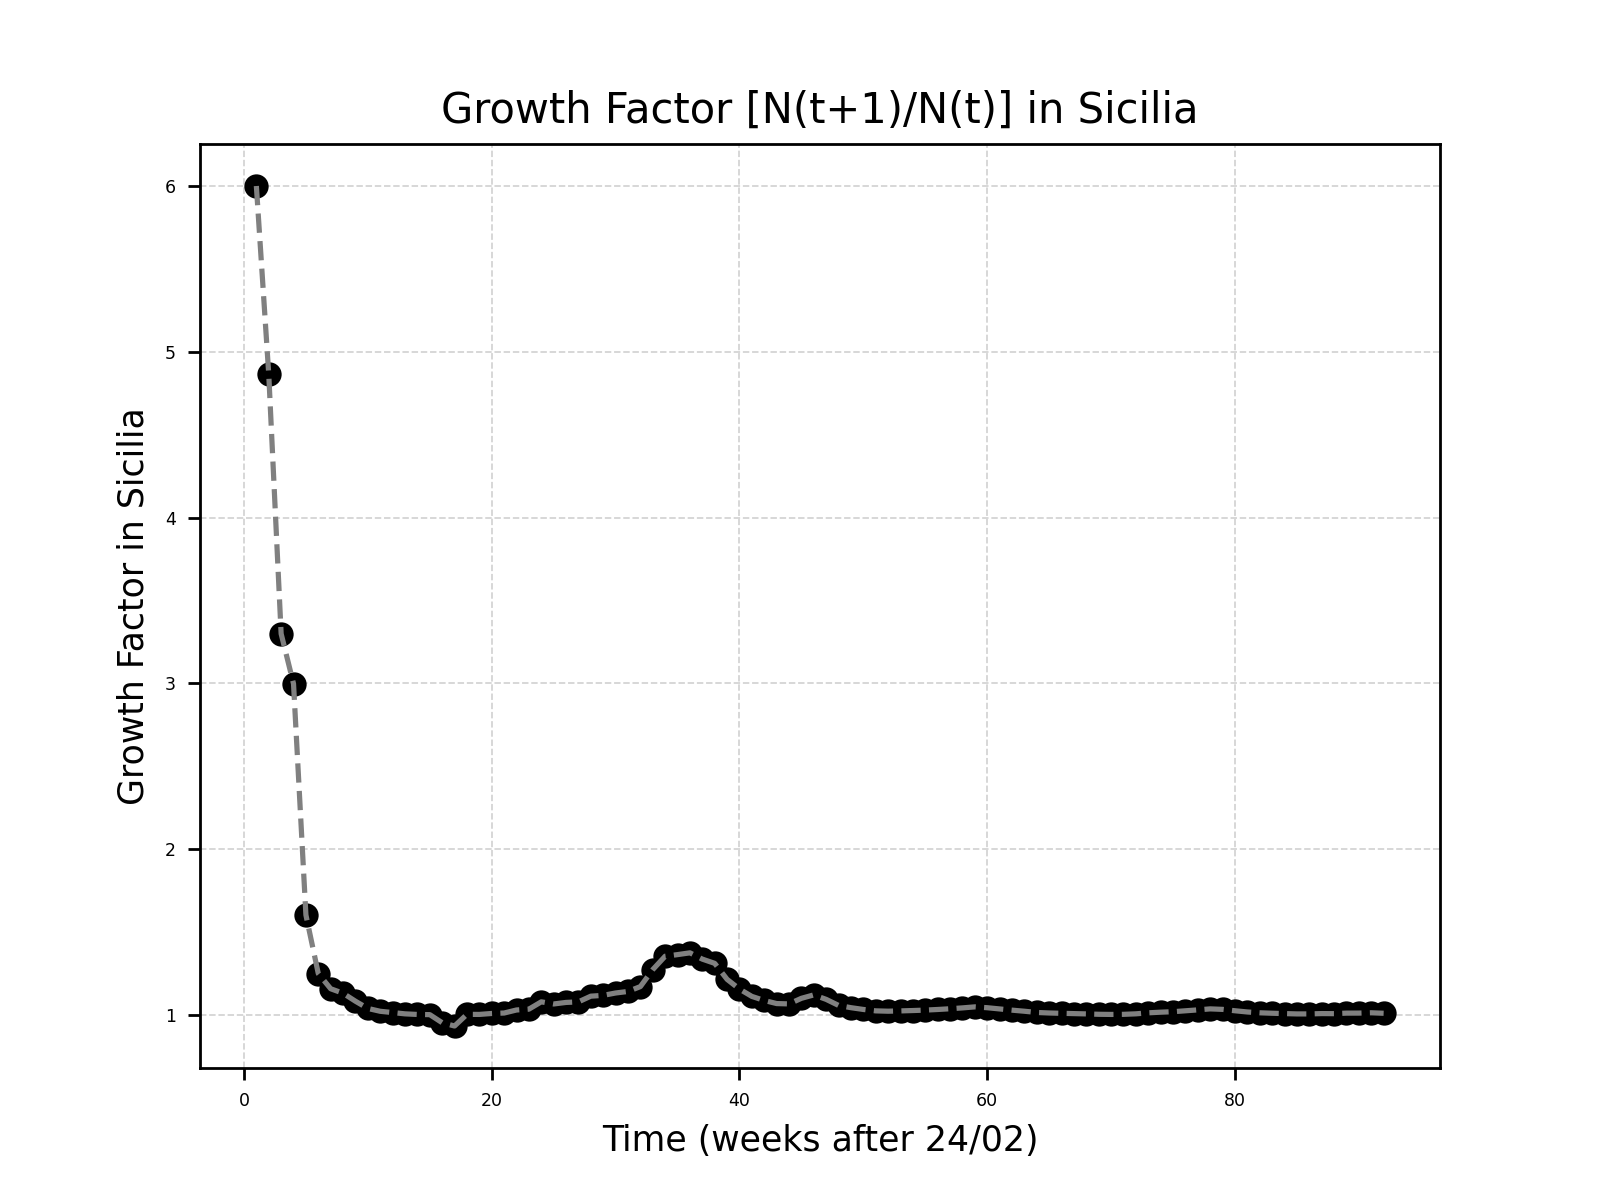 Growth Factor [N(t+1)/N(t)] in Sicilia
Growth Factor in Sicilia
6
5
4
3
2
1
0 20 40 60 80
Time (weeks after 24/02)